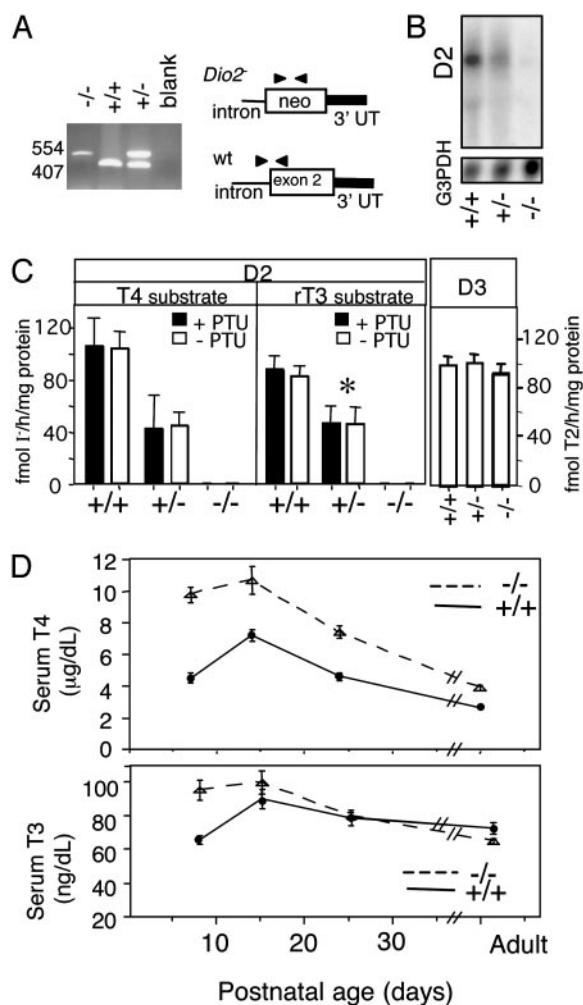 A
-/-
+/+
+/-
blank
554
407
Dio2-
neo
intron
3' UT
wt
exon 2
intron
3' UT
B
D2
G3PDH
+/+
+/-
-/-
C
D2
T4 substrate
rT3 substrate
D3
+ PTU
- PTU
+ PTU
- PTU
*
fmol I-/h/mg protein
120
80
40
0
+/+
+/-
-/-
+/+
+/-
-/-
+/+
+/-
-/-
120
80
40
0
fmol T2/h/mg protein
D
Serum T4
(µg/dL)
12
10
8
6
4
2
0
-/-
+/+
Serum T3
(ng/dL)
100
80
60
20
-/-
+/+
10
20
30
Adult
Postnatal age (days)